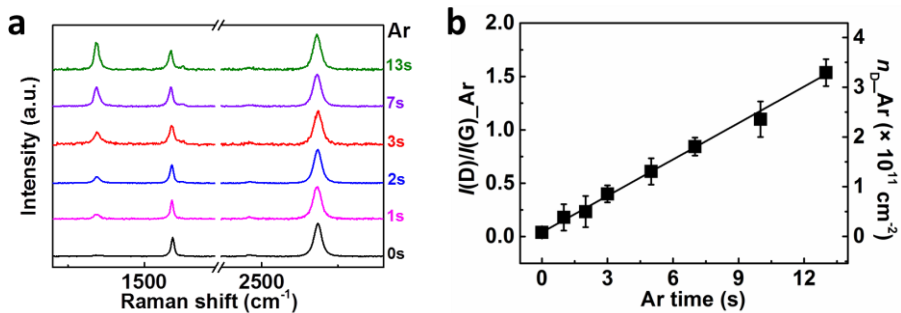 a
Ar
13s
7s
3s
2s
1s
0s
Intensity (a.u.)
1500
2500
Raman shift (cm⁻¹)
b
2.0
1.5
1.0
0.5
0.0
I(D)/I(G)_Ar
4
3
2
1
0
n_D_Ar (× 10¹¹ cm⁻²)
0
3
6
9
12
Ar time (s)